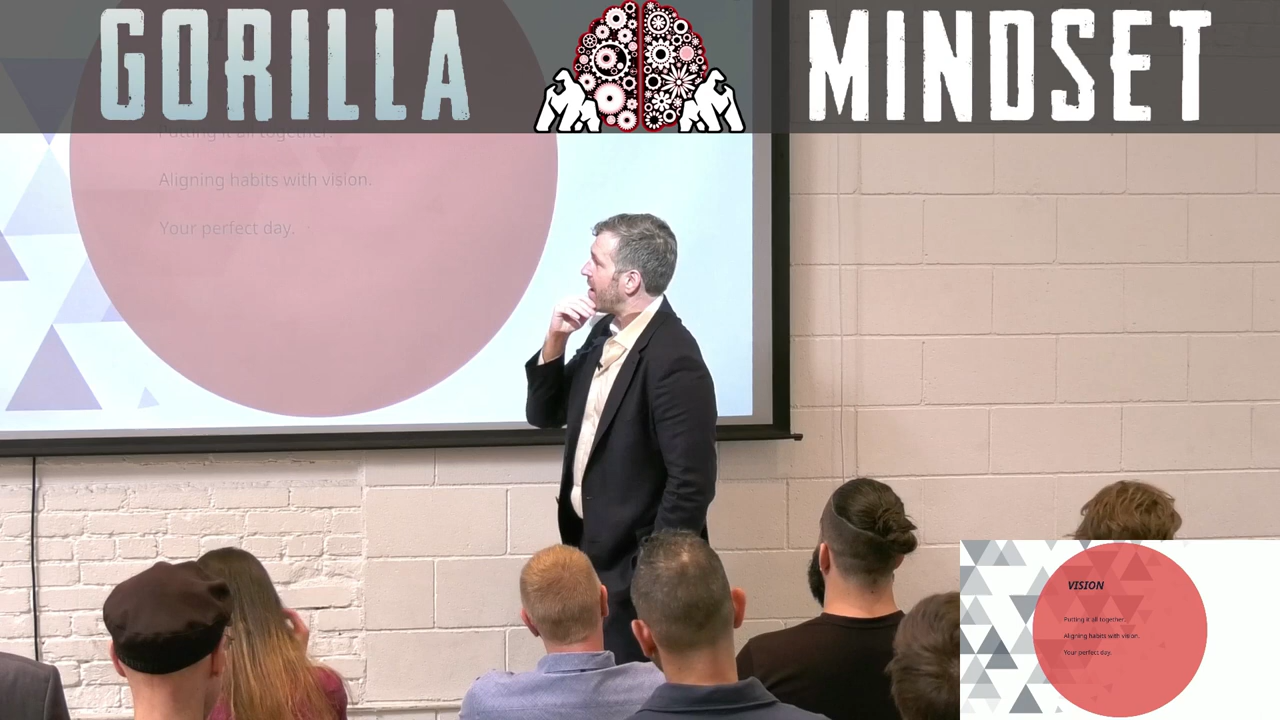 GORILLA MINDSET
Putting it all together.
Aligning habits with vision.
Your perfect day.
VISION
Putting it all together.
Aligning habits with vision.
Your perfect day.